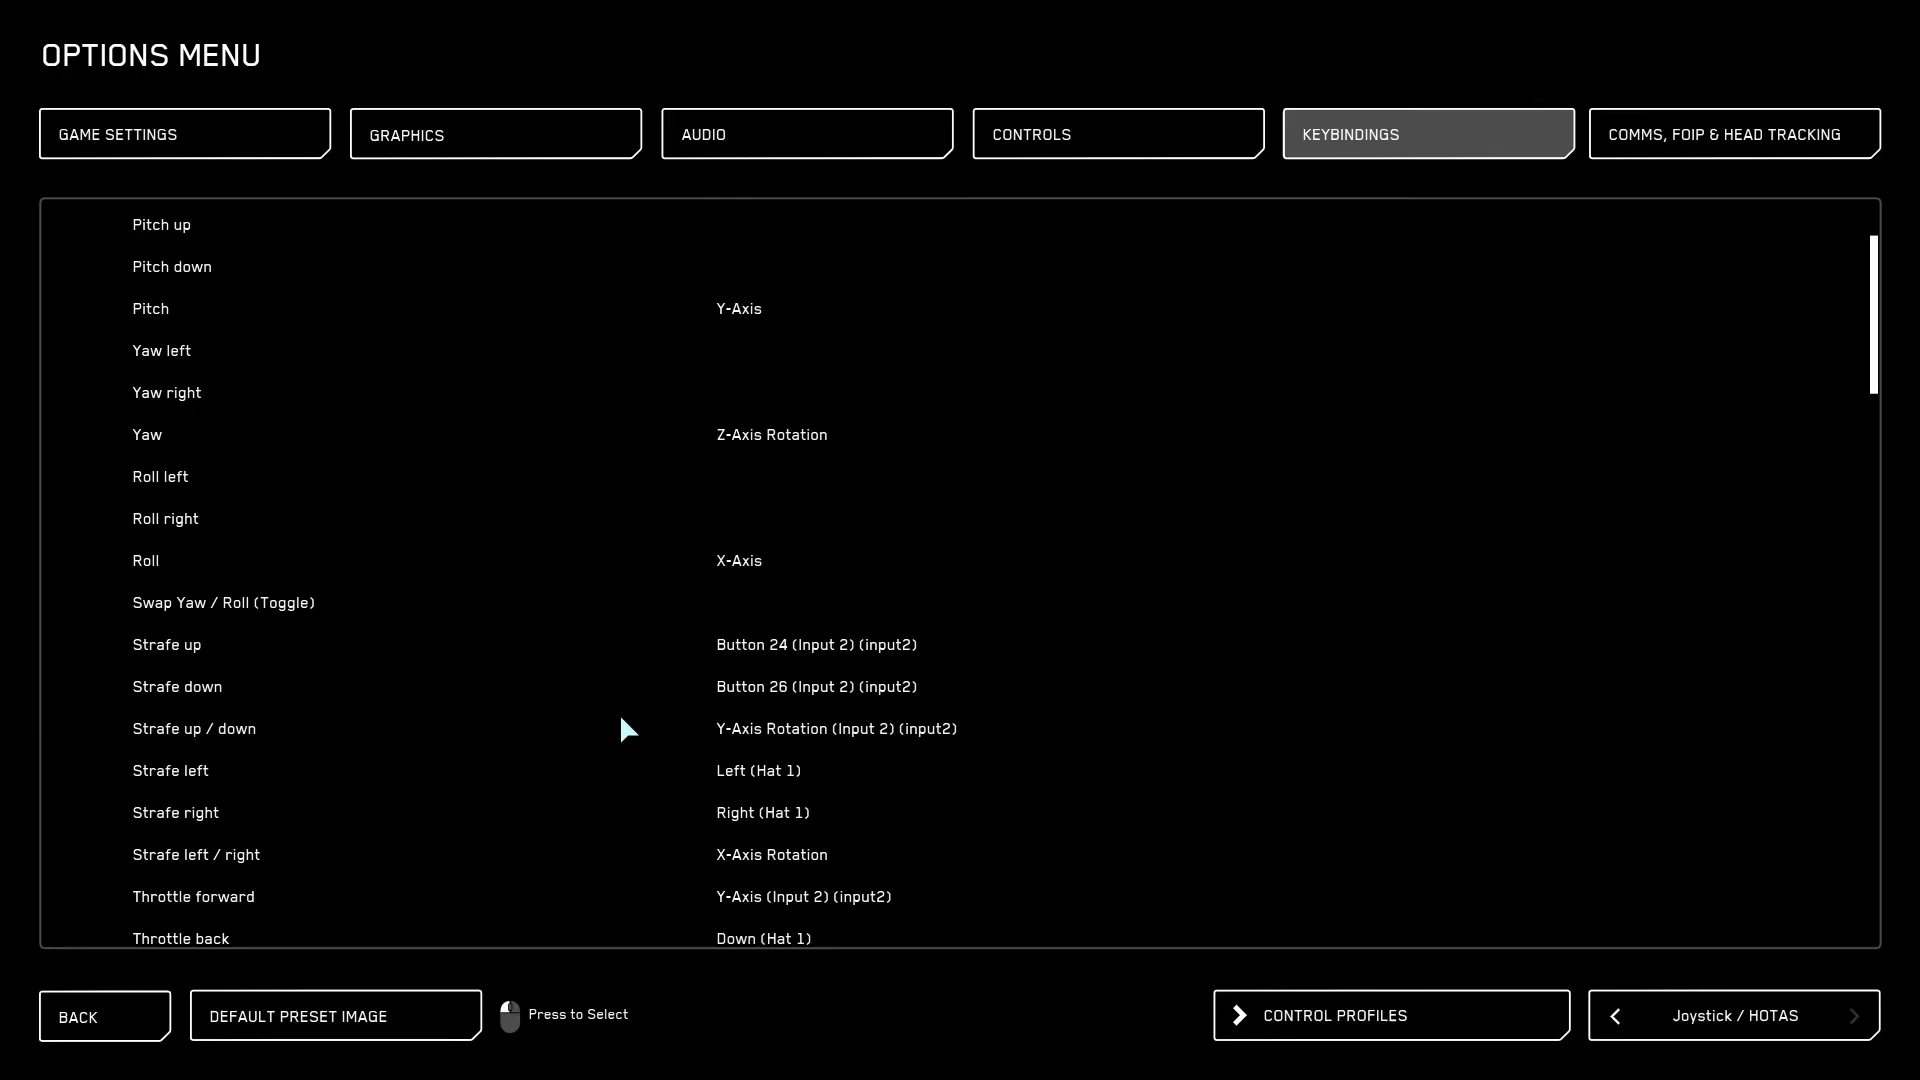 OPTIONS MENU
GAME SETTINGS GRAPHICS AUDIO CONTROLS KEYBINDINGS COMMS, FOIP & HEAD TRACKING
Pitch up
Pitch down
Pitch Y-Axis
Yaw left
Yaw right
Yaw Z-Axis Rotation
Roll left
Roll right
Roll X-Axis
Swap Yaw / Roll (Toggle)
Strafe up Button 24 (Input 2) (input2)
Strafe down Button 26 (Input 2) (input2)
Strafe up / down Y-Axis Rotation (Input 2) (input2)
Strafe left Left (Hat 1)
Strafe right Right (Hat 1)
Strafe left / right X-Axis Rotation
Throttle forward Y-Axis (Input 2) (input2)
Throttle back Down (Hat 1)
BACK DEFAULT PRESET IMAGE Press to Select CONTROL PROFILES Joystick / HOTAS